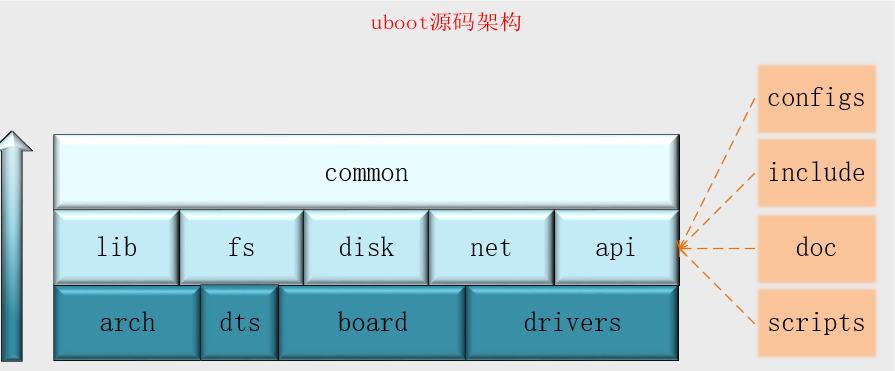 uboot源码架构
configs
common
include
lib fs disk net api
doc
arch dts board drivers
scripts